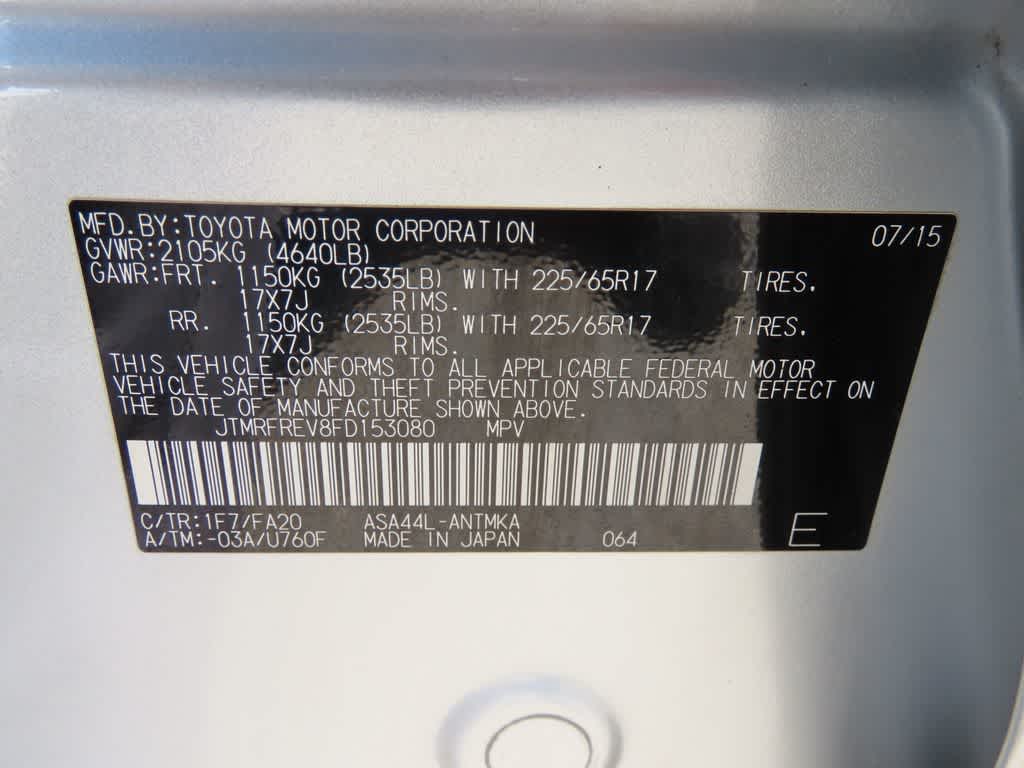 MFD.BY:TOYOTA MOTOR CORPORATION 07/15
GVWR:2105KG (4640LB)
GAWR:FRT. 1150KG (2535LB) WITH 225/65R17 TIRES.
17X7J RIMS.
RR. 1150KG (2535LB) WITH 225/65R17 TIRES.
17X7J RIMS.
THIS VEHICLE CONFORMS TO ALL APPLICABLE FEDERAL MOTOR
VEHICLE SAFETY AND THEFT PREVENTION STANDARDS IN EFFECT ON
THE DATE OF MANUFACTURE SHOWN ABOVE.
JTMRFREV8FD153080 MPV
C/TR:1F7/FA20 ASA44L-ANTMKA
A/TM:-03A/U760F MADE IN JAPAN 064 E